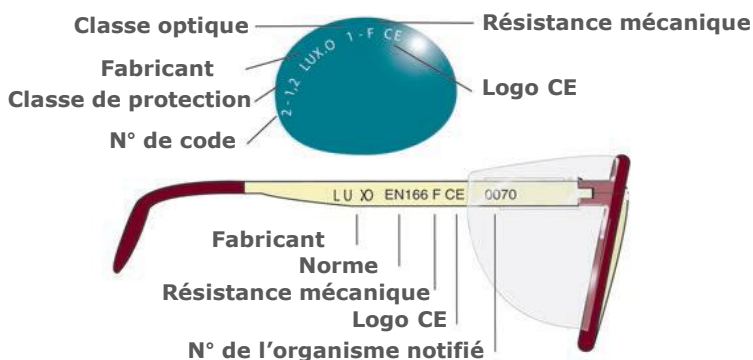 Classe optique
Résistance mécanique
Fabricant
Logo CE
Classe de protection
N° de code
2 - 1,2 LUX.O 1 - F CE
LU XO EN166 F CE 0070
Fabricant
Norme
Résistance mécanique
Logo CE
N° de l'organisme notifié